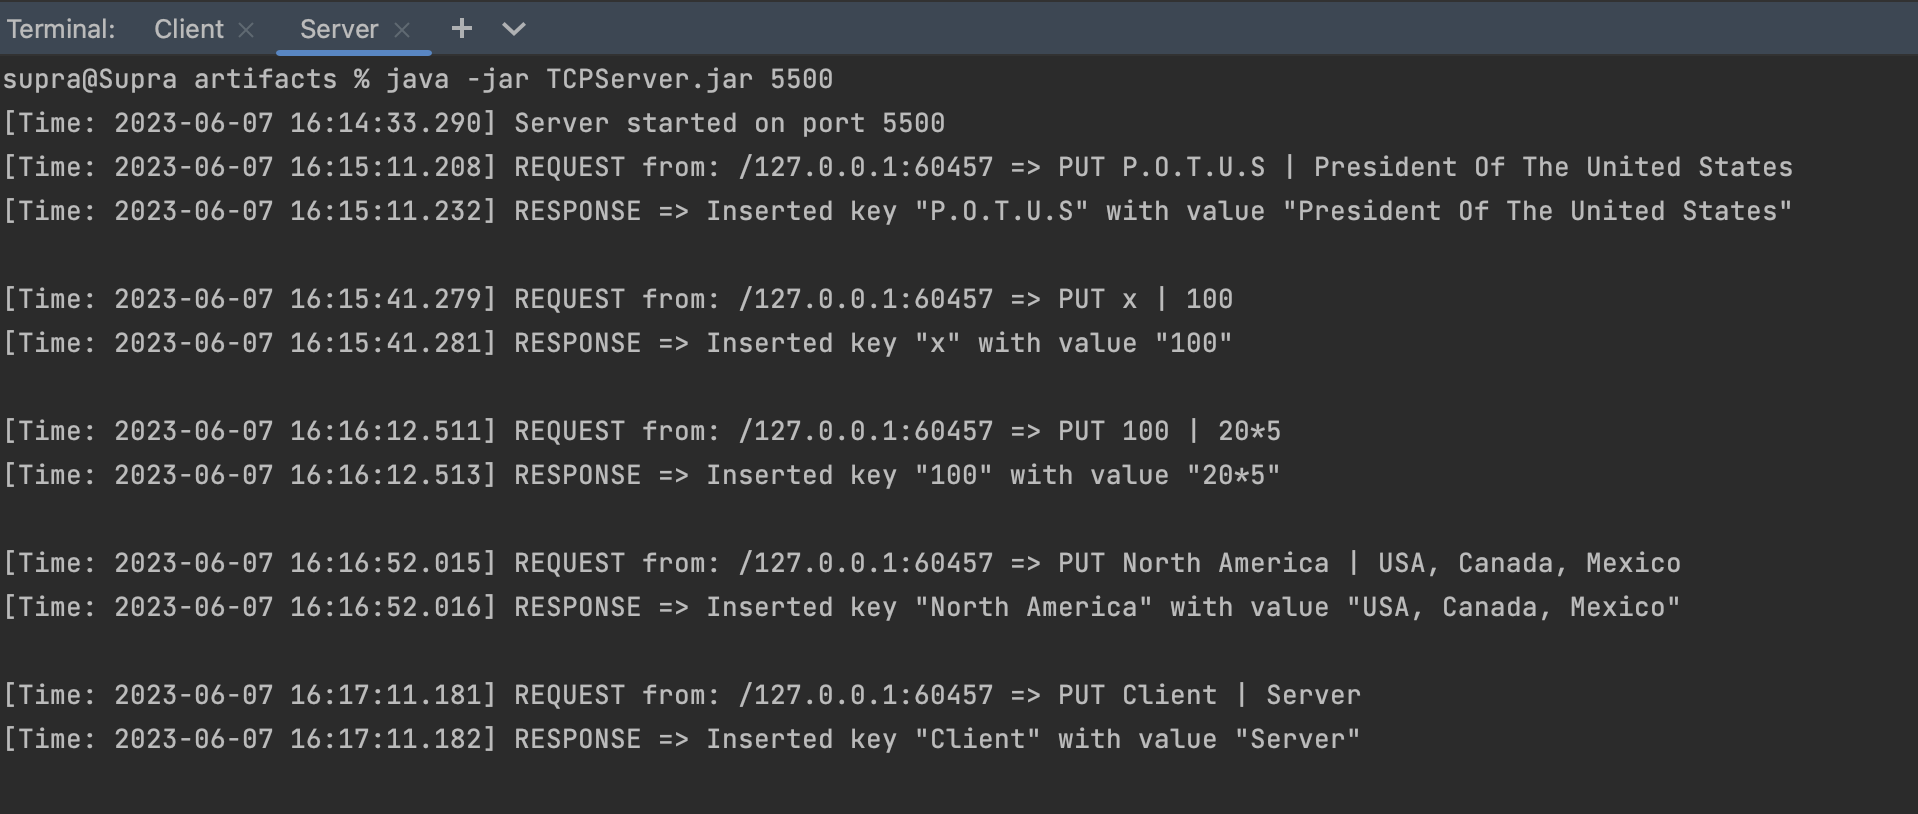 Terminal: Client Server
supra@Supra artifacts % java -jar TCPServer.jar 5500
[Time: 2023-06-07 16:14:33.290] Server started on port 5500
[Time: 2023-06-07 16:15:11.208] REQUEST from: /127.0.0.1:60457 => PUT P.O.T.U.S | President Of The United States
[Time: 2023-06-07 16:15:11.232] RESPONSE => Inserted key "P.O.T.U.S" with value "President Of The United States"
[Time: 2023-06-07 16:15:41.279] REQUEST from: /127.0.0.1:60457 => PUT x | 100
[Time: 2023-06-07 16:15:41.281] RESPONSE => Inserted key "x" with value "100"
[Time: 2023-06-07 16:16:12.511] REQUEST from: /127.0.0.1:60457 => PUT 100 | 20*5
[Time: 2023-06-07 16:16:12.513] RESPONSE => Inserted key "100" with value "20*5"
[Time: 2023-06-07 16:16:52.015] REQUEST from: /127.0.0.1:60457 => PUT North America | USA, Canada, Mexico
[Time: 2023-06-07 16:16:52.016] RESPONSE => Inserted key "North America" with value "USA, Canada, Mexico"
[Time: 2023-06-07 16:17:11.181] REQUEST from: /127.0.0.1:60457 => PUT Client | Server
[Time: 2023-06-07 16:17:11.182] RESPONSE => Inserted key "Client" with value "Server"